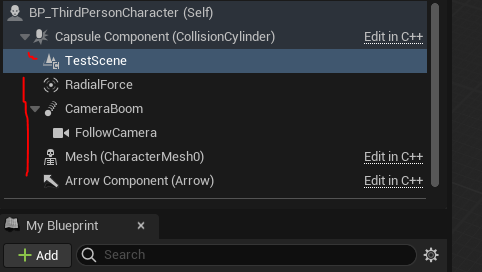 BP_ThirdPersonCharacter (Self)
Capsule Component (CollisionCylinder) Edit in C++
TestScene
RadialForce
CameraBoom
FollowCamera
Mesh (CharacterMesh0) Edit in C++
Arrow Component (Arrow) Edit in C++
My Blueprint ×
+ Add Search